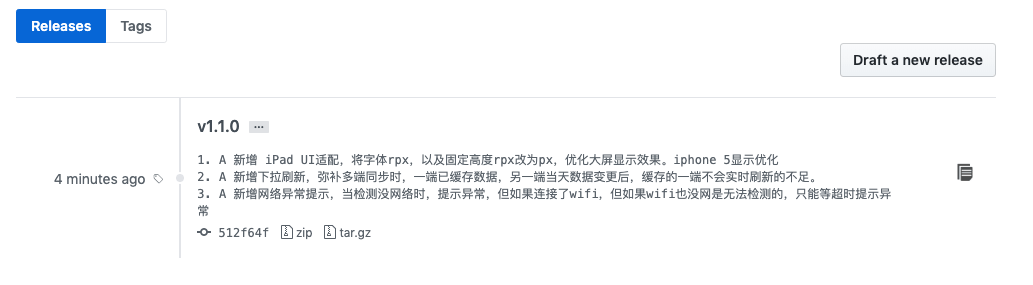 Releases Tags
Draft a new release
v1.1.0 ...
4 minutes ago
1. A 新增 iPad UI适配，将字体rpx，以及固定高度rpx改为px，优化大屏显示效果。iphone 5显示优化
2. A 新增下拉刷新，弥补多端同步时，一端已缓存数据，另一端当天数据变更后，缓存的一端不会实时刷新的不足。
3. A 新增网络异常提示，当检测没网络时，提示异常，但如果连接了wifi，但如果wifi也没网是无法检测的，只能等超时提示异
常
512f64f zip tar.gz